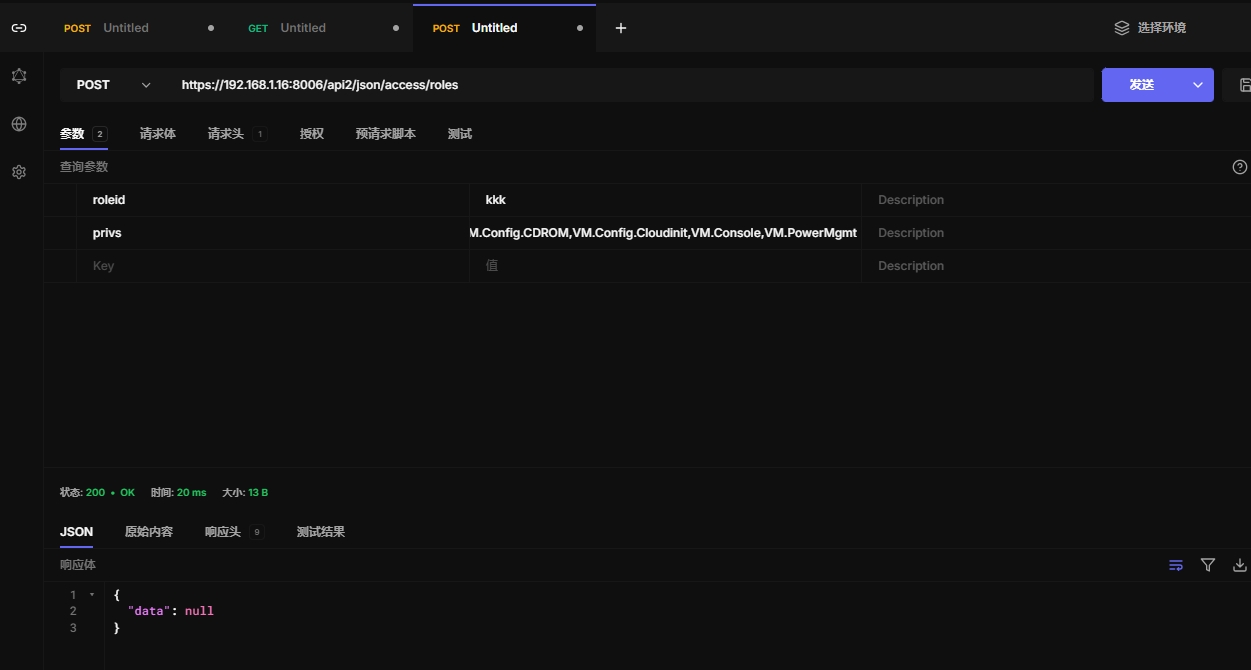 POST Untitled GET Untitled POST Untitled 选择环境
POST https://192.168.1.16:8006/api2/json/access/roles 发送
参数 2 请求体 请求头 1 授权 预请求脚本 测试
查询参数
roleid kkk Description
privs M.Config.CDROM,VM.Config.Cloudinit,VM.Console,VM.PowerMgmt Description
Key 值 Description
状态: 200 • OK 时间: 20 ms 大小: 13 B
JSON 原始内容 响应头 9 测试结果
响应体
1 {
2 "data": null
3 }